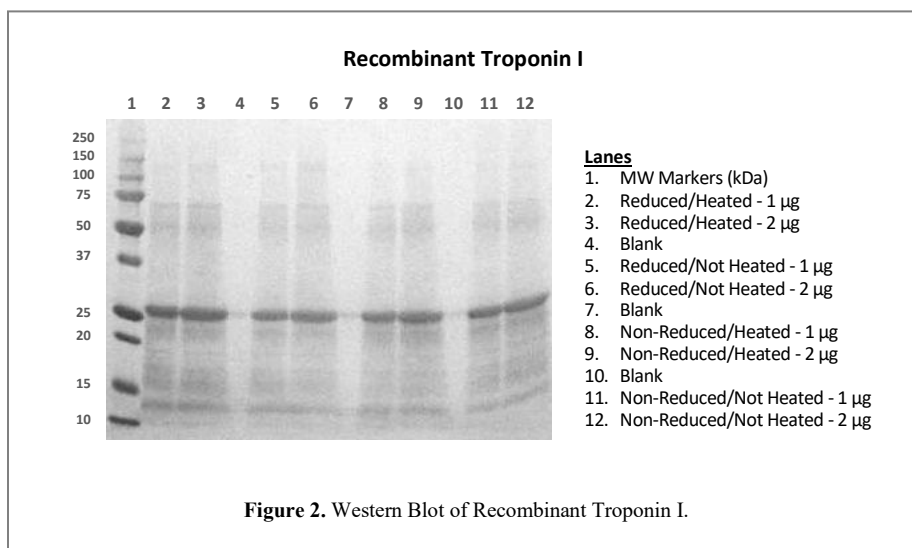 Recombinant Troponin I
1 2 3 4 5 6 7 8 9 10 11 12
250
150
100
75
50
37
25
20
15
10
Lanes
1. MW Markers (kDa)
2. Reduced/Heated - 1 µg
3. Reduced/Heated - 2 µg
4. Blank
5. Reduced/Not Heated - 1 µg
6. Reduced/Not Heated - 2 µg
7. Blank
8. Non-Reduced/Heated - 1 µg
9. Non-Reduced/Heated - 2 µg
10. Blank
11. Non-Reduced/Not Heated - 1 µg
12. Non-Reduced/Not Heated - 2 µg
Figure 2. Western Blot of Recombinant Troponin I.